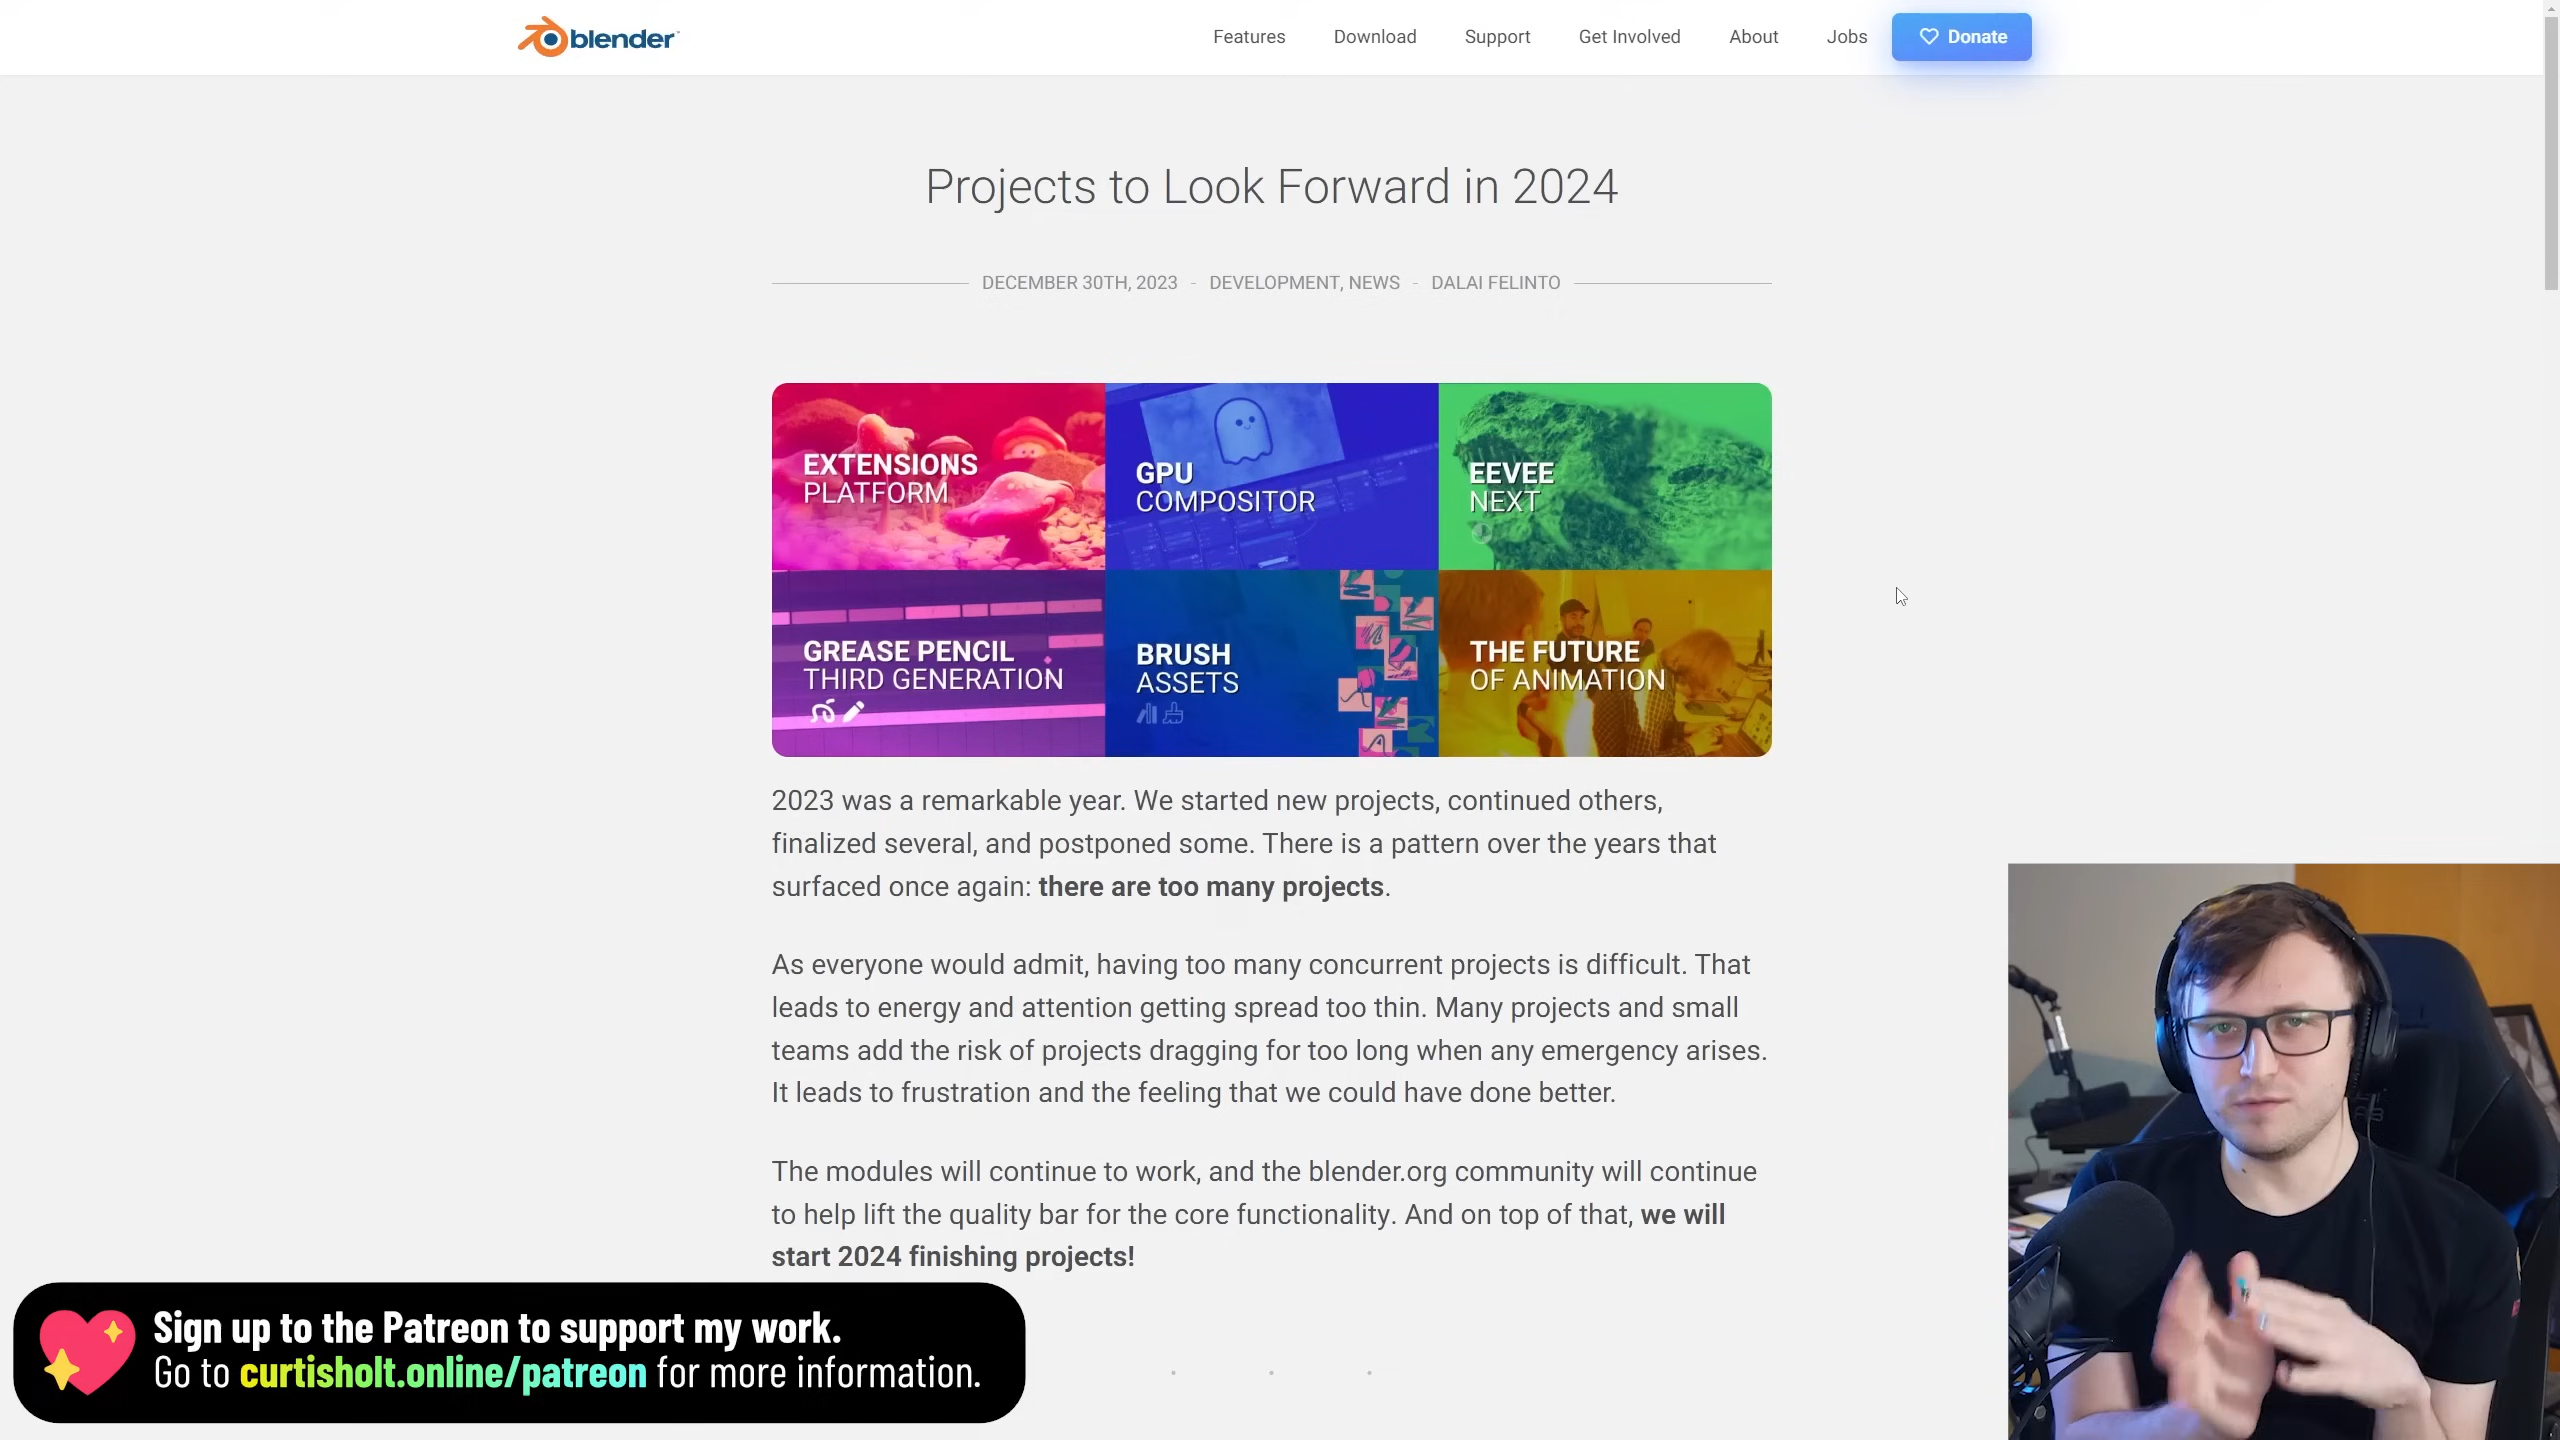 blender
Features
Download
Support
Get Involved
About
Jobs
Donate
Projects to Look Forward in 2024
DECEMBER 30TH, 2023 - DEVELOPMENT, NEWS - DALAI FELINTO
EXTENSIONS
PLATFORM
GPU
COMPOSITOR
EEVEE
NEXT
GREASE PENCIL
THIRD GENERATION
BRUSH
ASSETS
THE FUTURE
OF ANIMATION
2023 was a remarkable year. We started new projects, continued others,
finalized several, and postponed some. There is a pattern over the years that
surfaced once again: there are too many projects.
As everyone would admit, having too many concurrent projects is difficult. That
leads to energy and attention getting spread too thin. Many projects and small
teams add the risk of projects dragging for too long when any emergency arises.
It leads to frustration and the feeling that we could have done better.
The modules will continue to work, and the blender.org community will continue
to help lift the quality bar for the core functionality. And on top of that, we will
start 2024 finishing projects!
Sign up to the Patreon to support my work.
Go to curtisholt.online/patreon for more information.